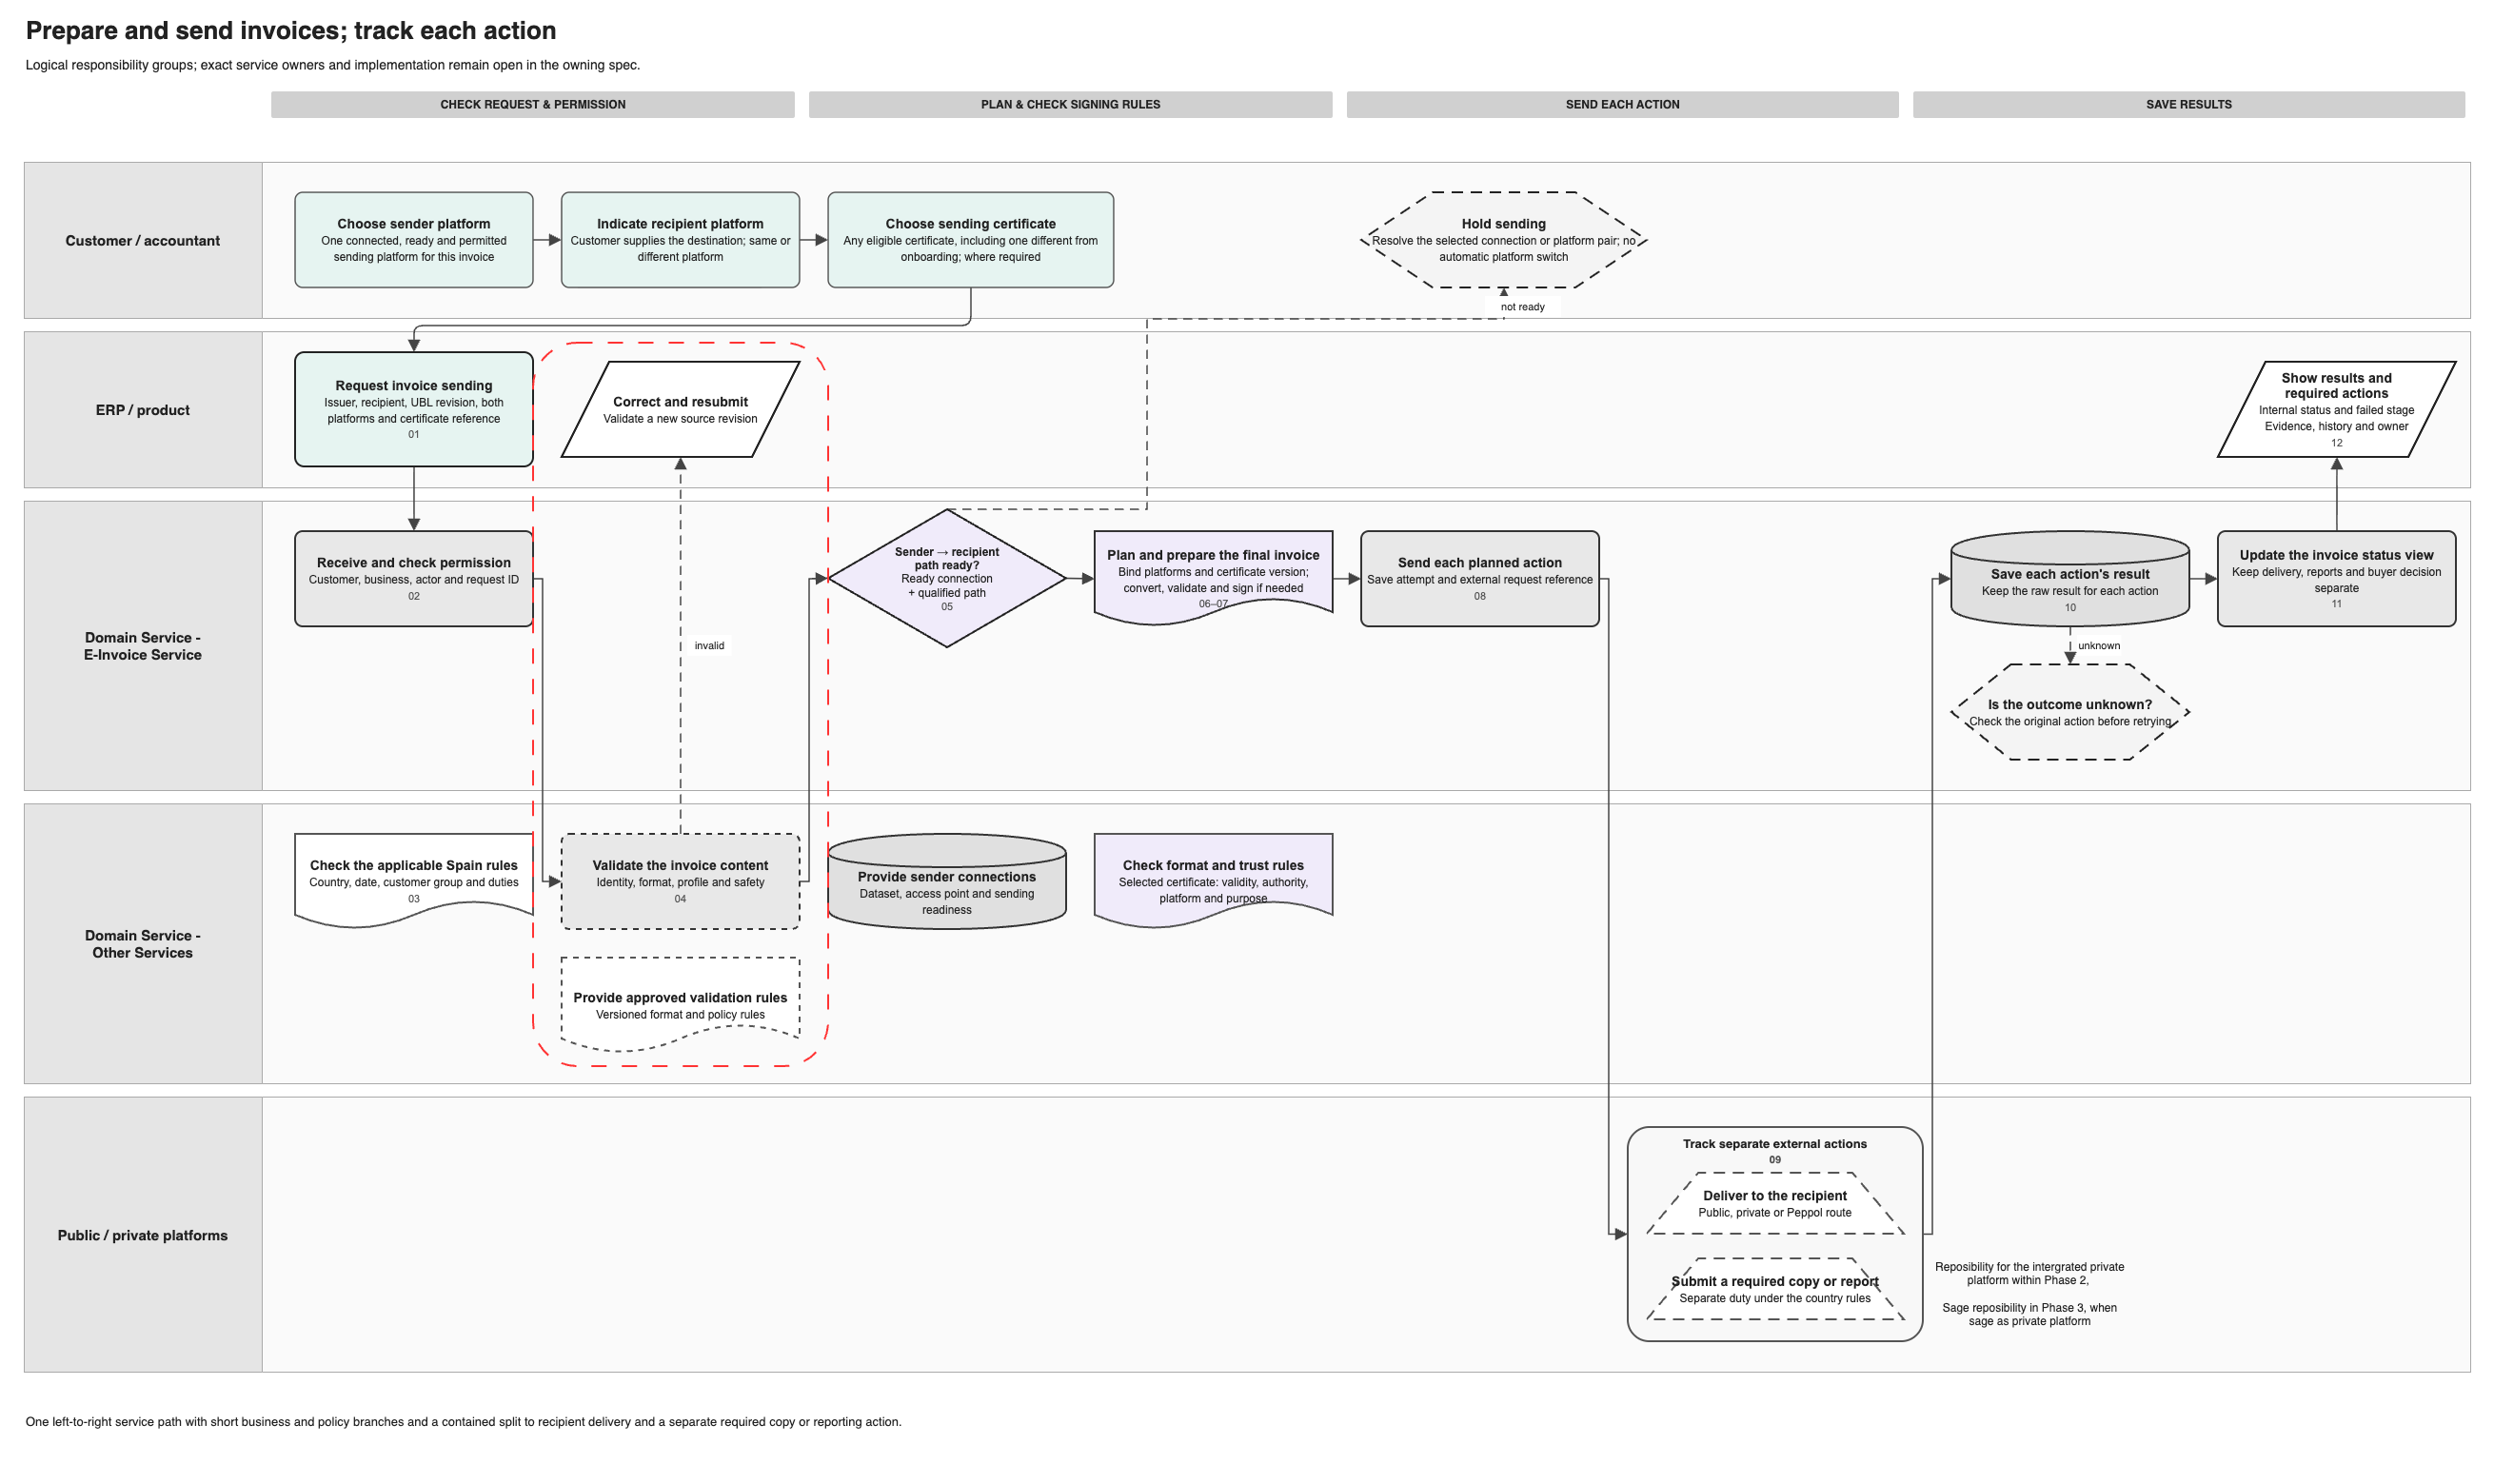 Prepare and send invoices; track each action
Logical responsibility groups; exact service owners and implementation remain open in the owning spec.
CHECK REQUEST & PERMISSION
PLAN & CHECK SIGNING RULES
SEND EACH ACTION
SAVE RESULTS
Customer / accountant
Choose sender platform
One connected, ready and permitted
sending platform for this invoice
Indicate recipient platform
Customer supplies the destination; same or
different platform
Choose sending certificate
Any eligible certificate, including one different from
onboarding; where required
Hold sending
Resolve the selected connection or platform pair; no
automatic platform switch
not ready
ERP / product
Request invoice sending
Issuer, recipient, UBL revision, both
platforms and certificate reference
01
Correct and resubmit
Validate a new source revision
Show results and
required actions
Internal status and failed stage
Evidence, history and owner
12
Domain Service -
E-Invoice Service
Receive and check permission
Customer, business, actor and request ID
02
invalid
Sender → recipient
path ready?
Ready connection
+ qualified path
05
Plan and prepare the final invoice
Bind platforms and certificate version;
convert, validate and sign if needed
06–07
Send each planned action
Save attempt and external request reference
08
Save each action's result
Keep the raw result for each action
10
Update the invoice status view
Keep delivery, reports and buyer decision
separate
11
unknown
Is the outcome unknown?
Check the original action before retrying
Domain Service -
Other Services
Check the applicable Spain rules
Country, date, customer group and duties
03
Validate the invoice content
Identity, format, profile and safety
04
Provide sender connections
Dataset, access point and sending
readiness
Check format and trust rules
Selected certificate: validity, authority,
platform and purpose
Provide approved validation rules
Versioned format and policy rules
Public / private platforms
Track separate external actions
09
Deliver to the recipient
Public, private or Peppol route
Submit a required copy or report
Separate duty under the country rules
Reposibility for the intergrated private
platform within Phase 2,
Sage reposibility in Phase 3, when
sage as private platform
One left-to-right service path with short business and policy branches and a contained split to recipient delivery and a separate required copy or reporting action.